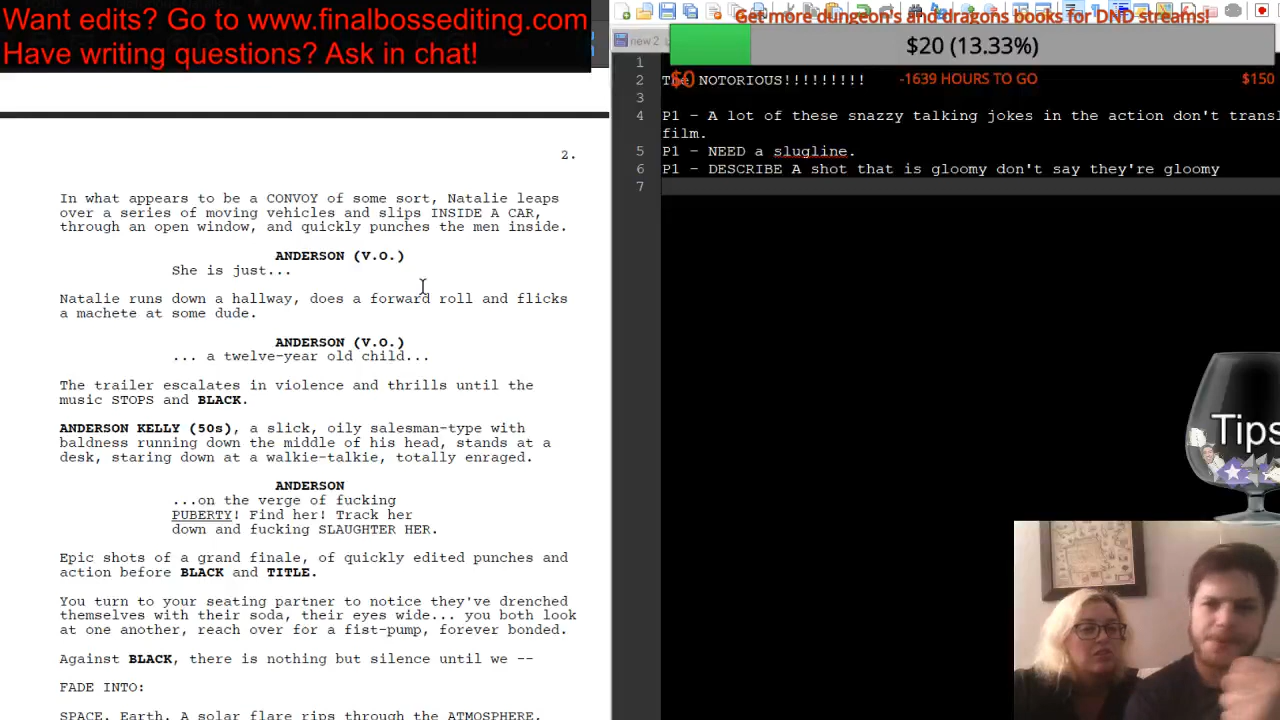 Want edits? Go to www.finalbossediting.com
Have writing questions? Ask in chat!
2.
In what appears to be a CONVOY of some sort, Natalie leaps
over a series of moving vehicles and slips INSIDE A CAR,
through an open window, and quickly punches the men inside.
ANDERSON (V.O.)
She is just...
Natalie runs down a hallway, does a forward roll and flicks
a machete at some dude.
ANDERSON (V.O.)
... a twelve-year old child...
The trailer escalates in violence and thrills until the
music STOPS and BLACK.
ANDERSON KELLY (50s), a slick, oily salesman-type with
baldness running down the middle of his head, stands at a
desk, staring down at a walkie-talkie, totally enraged.
ANDERSON
...on the verge of fucking
PUBERTY! Find her! Track her
down and fucking SLAUGHTER HER.
Epic shots of a grand finale, of quickly edited punches and
action before BLACK and TITLE.
You turn to your seating partner to notice they've drenched
themselves with their soda, their eyes wide... you both look
at one another, reach over for a fist-pump, forever bonded.
Against BLACK, there is nothing but silence until we --
FADE INTO:
SPACE. Earth. A solar flare rips through the ATMOSPHERE,
Get more dungeon's and dragons books for DND streams!
new 2
$20 (13.33%)
$0
-1639 HOURS TO GO
$150
1
2 The NOTORIOUS!!!!!!!!!
3
4 P1 - A lot of these snazzy talking jokes in the action don't transl
film.
5 P1 - NEED a slugline.
6 P1 - DESCRIBE A shot that is gloomy don't say they're gloomy
7
Tips